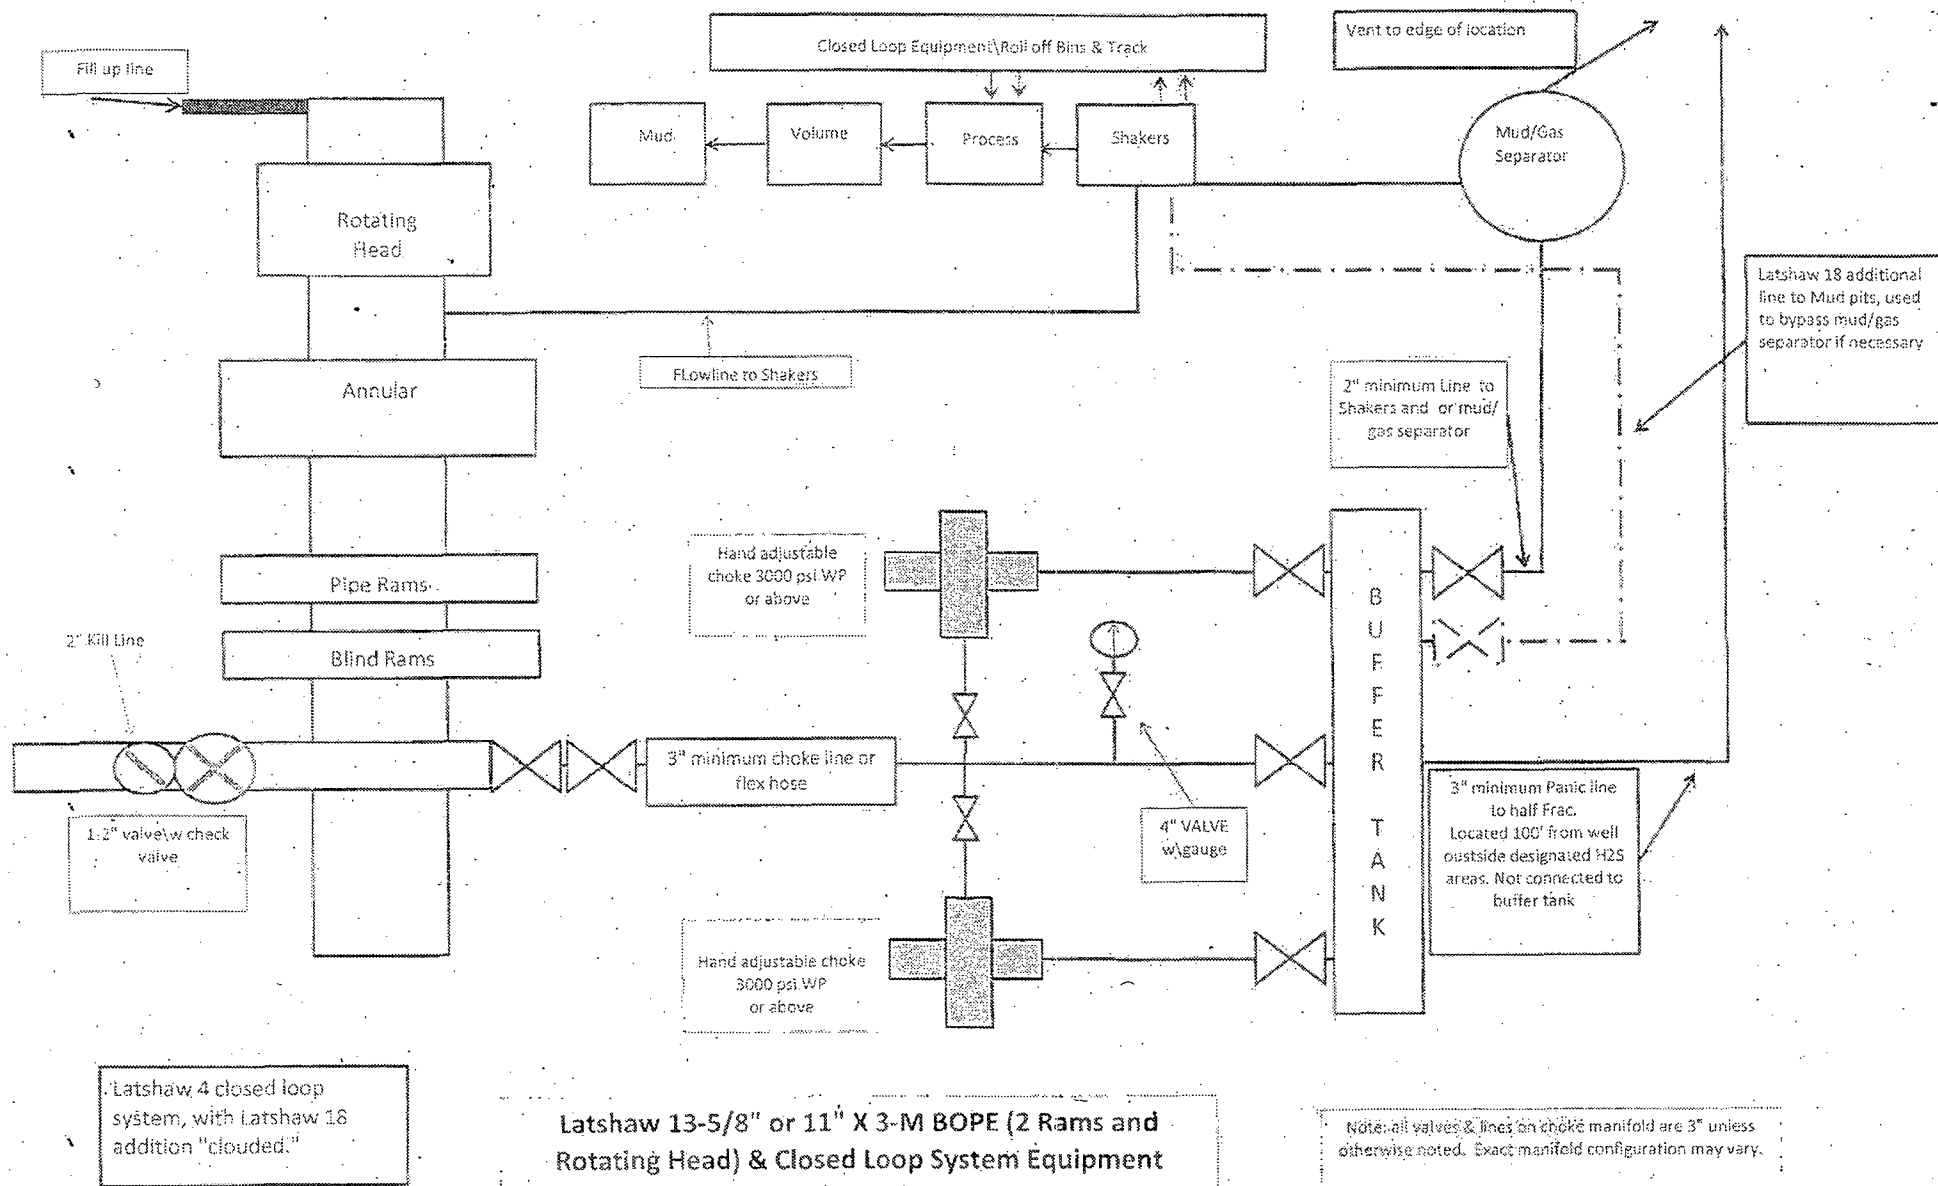 Fill up line
Closed Loop Equipment\Roll off Bins & Track
Vent to edge of location
Mud
Volume
Process
Shakers
Mud/Gas
Separator
Rotating
Head
Latshaw 18 additional
line to Mud pits, used
to bypass mud/gas
separator if necessary
FLowline to Shakers
Annular
2" minimum Line to
Shakers and or mud/
gas separator
Hand adjustable
choke 3000 psi WP
or above
Pipe Rams
Blind Rams
2" Kill Line
BUFFER TANK
3" minimum choke line or
flex hose
1-2" valve\w check
valve
4" VALVE
w\gauge
3" minimum Panic line
to half Frac.
Located 100' from well
oustside designated H2S
areas. Not connected to
buffer tank
Hand adjustable choke
3000 psi WP
or above
Latshaw 4 closed loop
system, with Latshaw 18
addition "clouded."
Latshaw 13-5/8" or 11" X 3-M BOPE (2 Rams and
Rotating Head) & Closed Loop System Equipment
Note: all valves & lines on choke manifold are 3" unless
otherwise noted. Exact manifold configuration may vary.